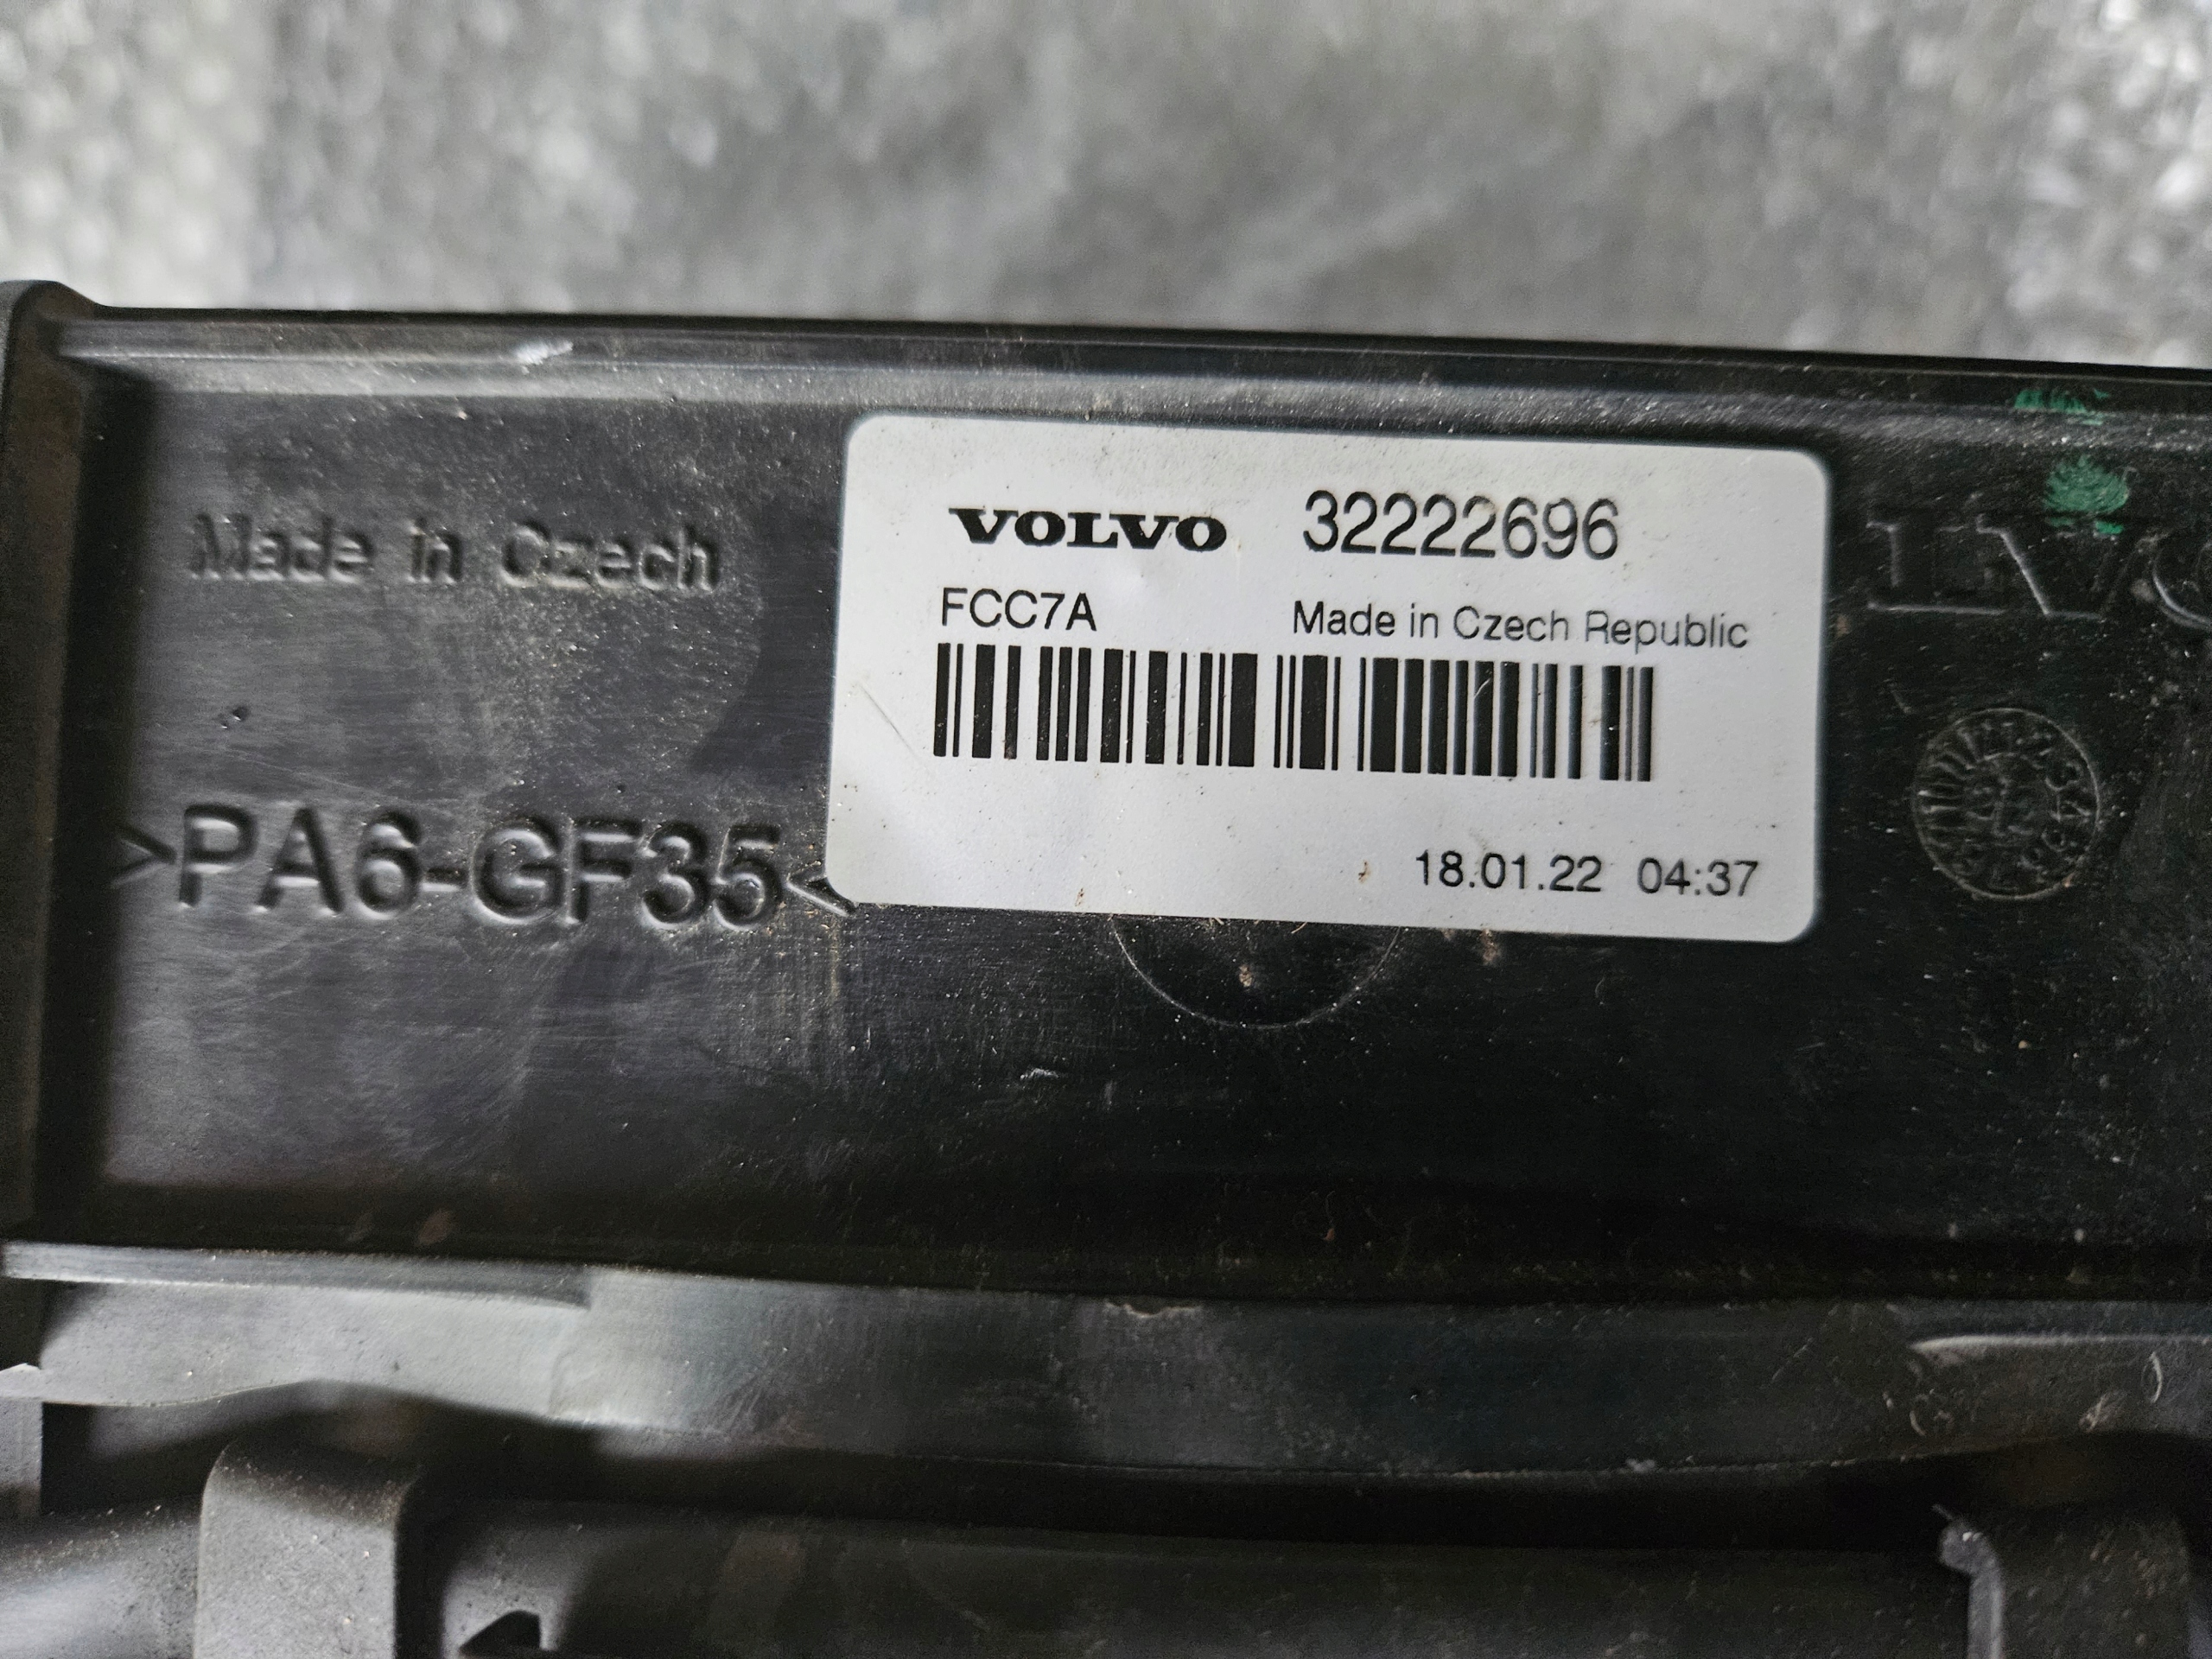 VOLVO 32222696
FCC7A Made in Czech Republic
18.01.22 04:37
Made in Czech
>PA6-GF35<